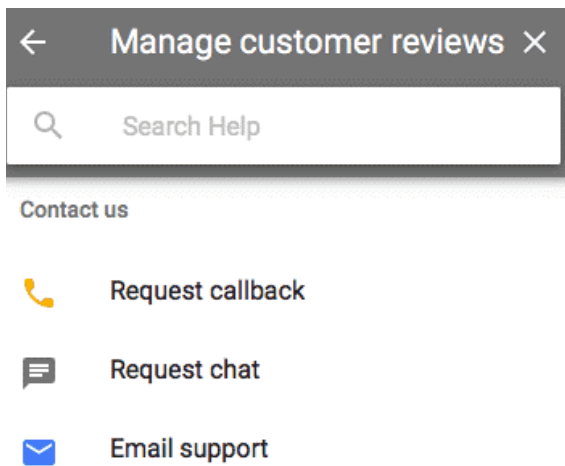 Manage customer reviews
Search Help
Contact us
Request callback
Request chat
Email support